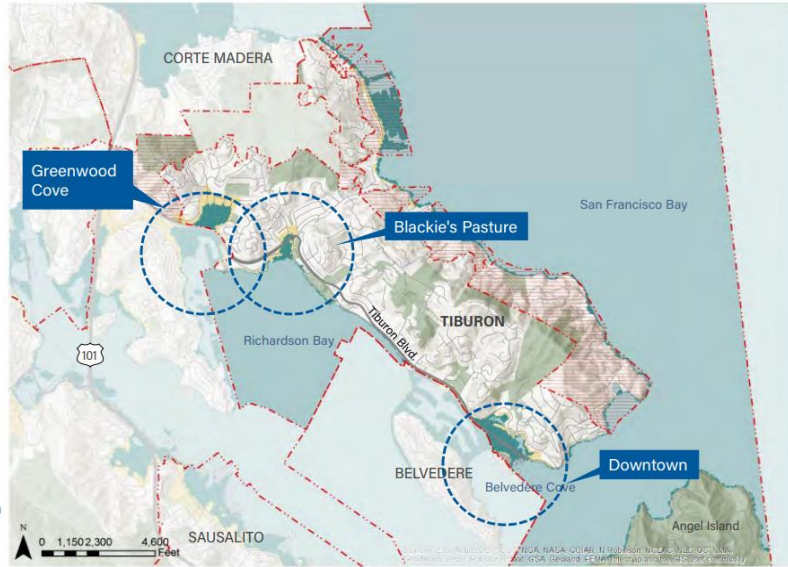 CORTE MADERA
Greenwood
Cove
San Francisco Bay
Blackie's Pasture
Tiburon Blvd.
TIBURON
Richardson Bay
101
Downtown
BELVEDERE
Belvedere Cove
Angel Island
SAUSALITO
N
0 1,150 2,300 4,600
Feet